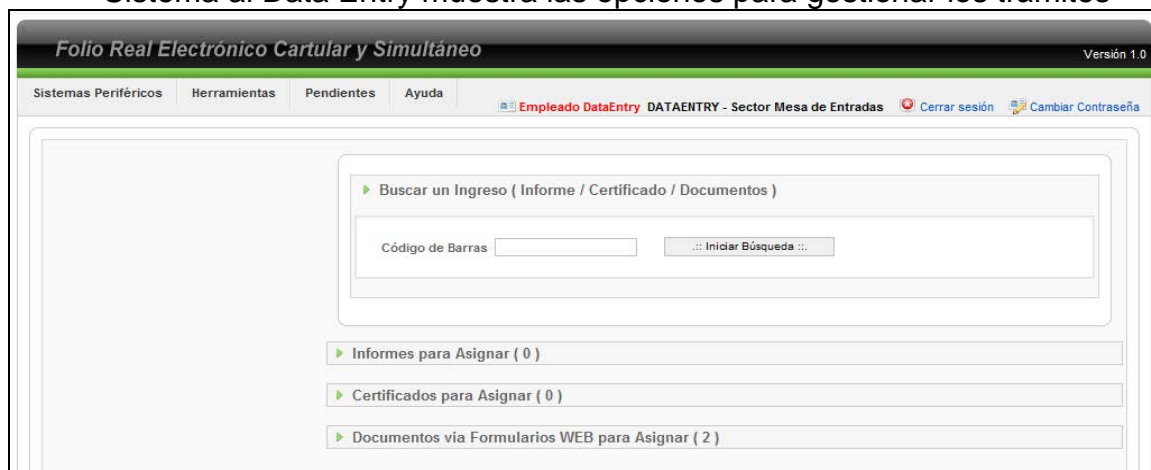 Sistema al Data Entry muestra las opciones para gestionar los trámites
Folio Real Electrónico Cartular y Simultáneo
Versión 1.0
Sistemas Periféricos Herramientas Pendientes Ayuda Empleado DataEntry DATAENTRY - Sector Mesa de Entradas Cerrar sesión Cambiar Contraseña
Buscar un Ingreso ( Informe / Certificado / Documentos )
Código de Barras .:: Iniciar Búsqueda ::.
Informes para Asignar ( 0 )
Certificados para Asignar ( 0 )
Documentos via Formularios WEB para Asignar ( 2 )